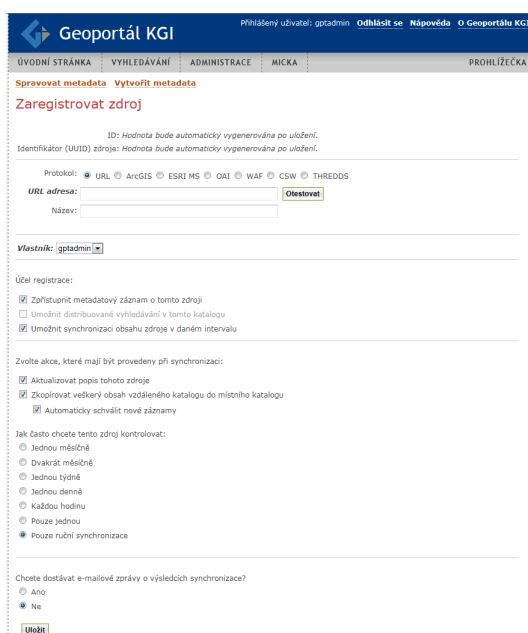 Geoportál KGI
Přihlášený uživatel: gptadmin Odhlásit se Nápověda O Geoportálu KGI
ÚVODNÍ STRÁNKA VYHLEDÁVÁNÍ ADMINISTRACE MICKA PROHLÍŽEČKA
Spravovat metadata Vytvořit metadata
Zaregistrovat zdroj
ID: Hodnota bude automaticky vygenerována po uložení.
Identifikátor (UUID) zdroje: Hodnota bude automaticky vygenerována po uložení.
Protokol: URL ArcGIS ESRI MS OAI WAF CSW THREDDS
URL adresa: Otestovat
Název:
Vlastník: gptadmin
Účel registrace:
Zpřístupnit metadatový záznam o tomto zdroji
Umožnit distribuované vyhledávání v tomto katalogu
Umožnit synchronizaci obsahu zdroje v daném intervalu
Zvolte akce, které mají být provedeny při synchronizaci:
Aktualizovat popis tohoto zdroje
Zkopírovat veškerý obsah vzdáleného katalogu do místního katalogu
Automaticky schválit nové záznamy
Jak často chcete tento zdroj kontrolovat:
Jednou měsíčně
Dvakrát měsíčně
Jednou týdně
Jednou denně
Každou hodinu
Pouze jednou
Pouze ruční synchronizace
Chcete dostávat e-mailové zprávy o výsledcích synchronizace?
Ano
Ne
Uložit